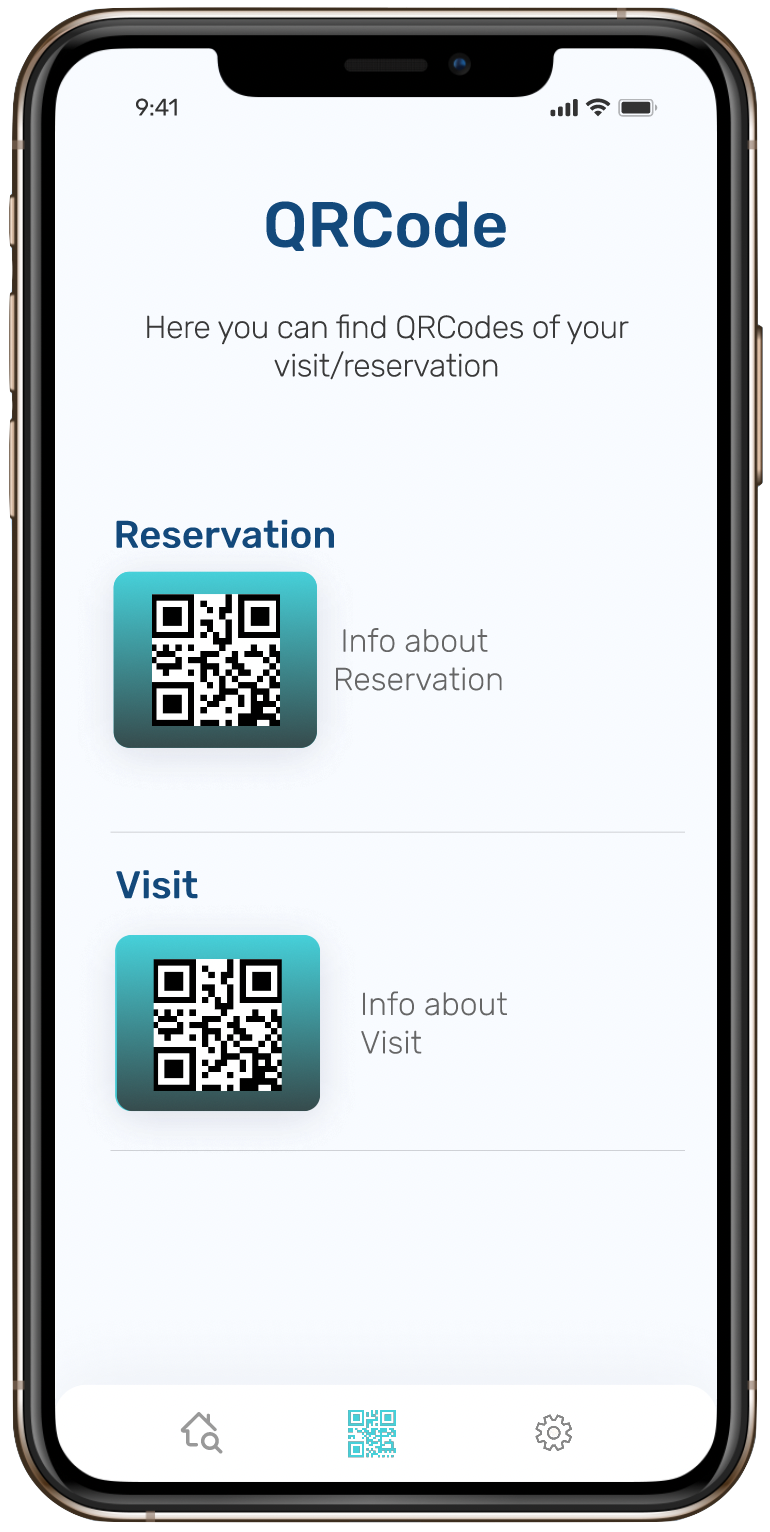 9:41
QRCode
Here you can find QRCodes of your
visit/reservation
Reservation
Info about
Reservation
Visit
Info about
Visit